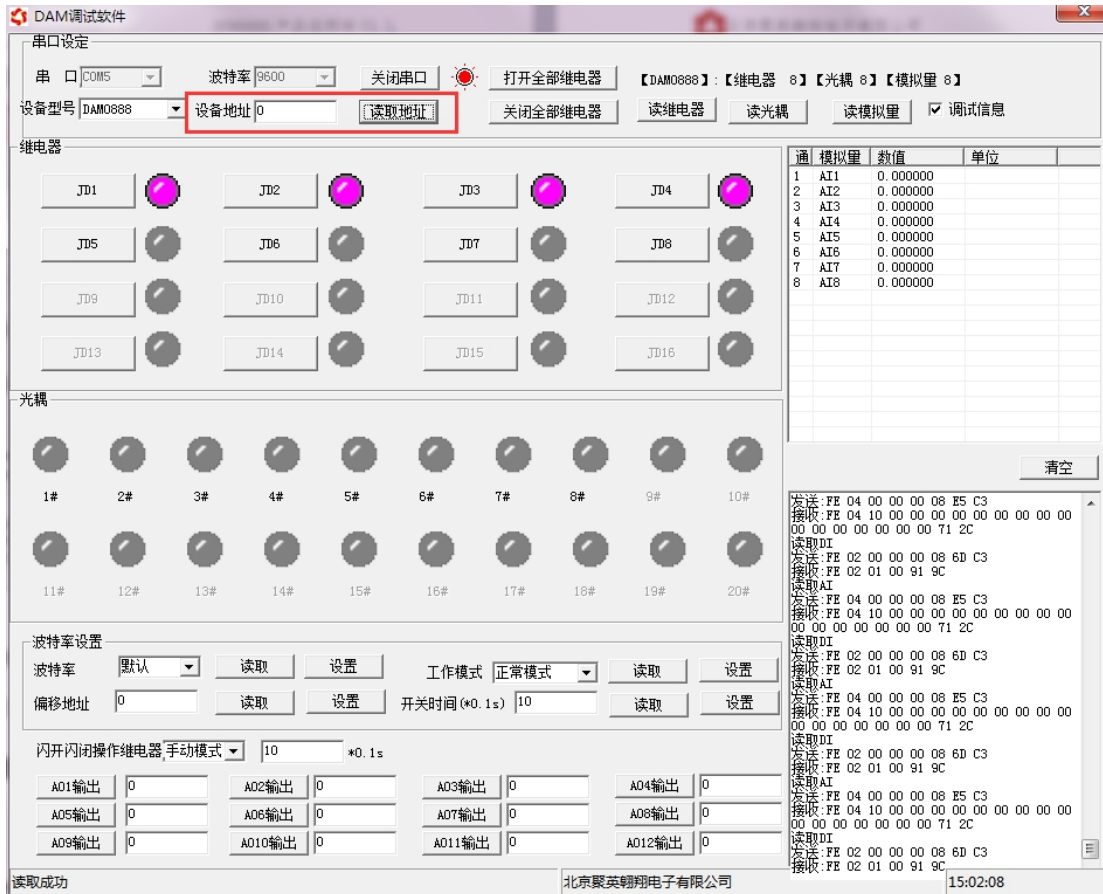 DAM调试软件
串口设定
串 口 COM5 波特率 9600 关闭串口 打开全部继电器 【DAM0888】:【继电器 8】【光耦 8】【模拟量 8】
设备型号 DAM0888 设备地址 0 读取地址 关闭全部继电器 读继电器 读光耦 读模拟量 调试信息
继电器
JD1 JD2 JD3 JD4
JD5 JD6 JD7 JD8
JD9 JD10 JD11 JD12
JD13 JD14 JD15 JD16
通 模拟量 数值 单位
1 AI1 0.000000
2 AI2 0.000000
3 AI3 0.000000
4 AI4 0.000000
5 AI5 0.000000
6 AI6 0.000000
7 AI7 0.000000
8 AI8 0.000000
光耦
1# 2# 3# 4# 5# 6# 7# 8# 9# 10#
11# 12# 13# 14# 15# 16# 17# 18# 19# 20#
清空
发送:FE 04 00 00 00 08 E5 C3
接收:FE 04 10 00 00 00 00 00 00 00 00 00 00
00 00 00 00 00 00 71 2C
读取DI
发送:FE 02 00 00 00 08 6D C3
接收:FE 02 01 00 91 9C
读取AI
发送:FE 04 00 00 00 08 E5 C3
接收:FE 04 10 00 00 00 00 00 00 00 00 00 00
00 00 00 00 00 00 71 2C
读取DI
发送:FE 02 00 00 00 08 6D C3
接收:FE 02 01 00 91 9C
读取AI
发送:FE 04 00 00 00 08 E5 C3
接收:FE 04 10 00 00 00 00 00 00 00 00 00 00
00 00 00 00 00 00 71 2C
读取DI
发送:FE 02 00 00 00 08 6D C3
接收:FE 02 01 00 91 9C
读取AI
发送:FE 04 00 00 00 08 E5 C3
接收:FE 04 10 00 00 00 00 00 00 00 00 00 00
00 00 00 00 00 00 71 2C
读取DI
发送:FE 02 00 00 00 08 6D C3
接收:FE 02 01 00 91 9C
波特率设置
波特率 默认 读取 设置 工作模式 正常模式 读取 设置
偏移地址 0 读取 设置 开关时间(*0.1s) 10 读取 设置
闪开闪闭操作继电器 手动模式 10 *0.1s
AO1输出 0 AO2输出 0 AO3输出 0 AO4输出 0
AO5输出 0 AO6输出 0 AO7输出 0 AO8输出 0
AO9输出 0 AO10输出 0 AO11输出 0 AO12输出 0
读取成功 北京聚英翱翔电子有限公司 15:02:08